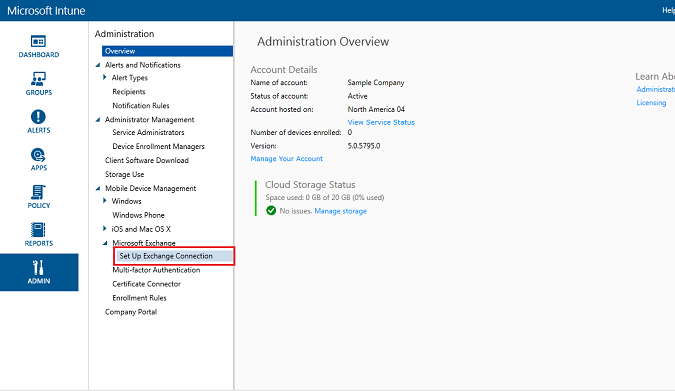 Microsoft Intune
Help
DASHBOARD
GROUPS
ALERTS
APPS
POLICY
REPORTS
ADMIN
Administration
Overview
Alerts and Notifications
Alert Types
Recipients
Notification Rules
Administrator Management
Service Administrators
Device Enrollment Managers
Client Software Download
Storage Use
Mobile Device Management
Windows
Windows Phone
iOS and Mac OS X
Microsoft Exchange
Set Up Exchange Connection
Multi-factor Authentication
Certificate Connector
Enrollment Rules
Company Portal
Administration Overview
Account Details
Name of account: Sample Company
Status of account: Active
Account hosted on: North America 04
View Service Status
Number of devices enrolled: 0
Version: 5.0.5795.0
Manage Your Account
Cloud Storage Status
Space used: 0 GB of 20 GB (0% used)
No issues. Manage storage
Learn Abo
Administrati
Licensing